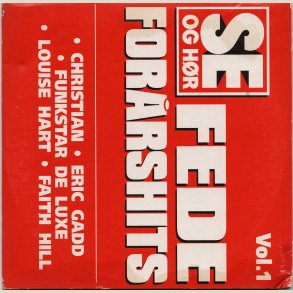 SE
OG HØR
FEDE
FORÅRSHITS
• CHRISTIAN • ERIC GADD
• FUNKSTAR DE LUXE
• LOUISE HART • FAITH HILL
Vol.1